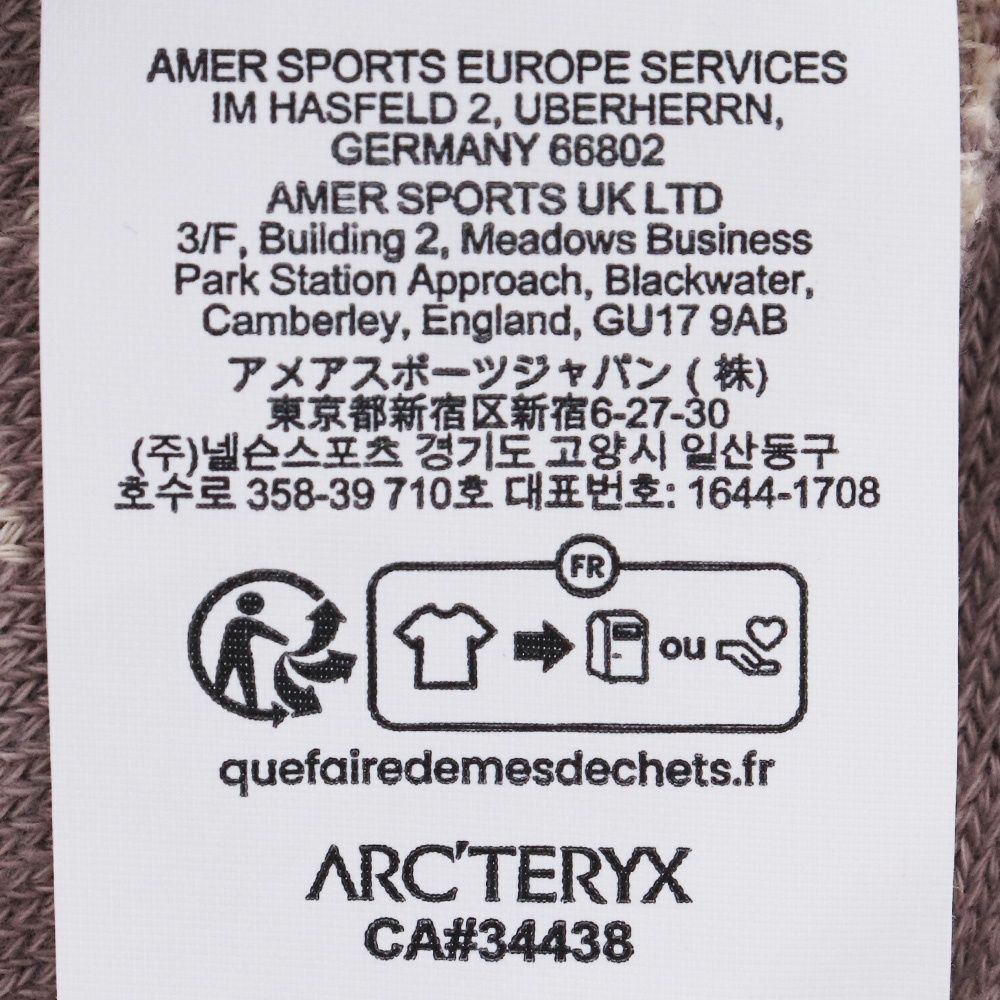 AMER SPORTS EUROPE SERVICES
IM HASFELD 2, UBERHERRN,
GERMANY 66802
AMER SPORTS UK LTD
3/F, Building 2, Meadows Business
Park Station Approach, Blackwater,
Camberley, England, GU17 9AB
アメアスポーツジャパン ( 株)
東京都新宿区新宿6-27-30
(주)넬슨스포츠 경기도 고양시 일산동구
호수로 358-39 710호 대표번호: 1644-1708
FR
ou
quefairedemesdechets.fr
ARC'TERYX
CA#34438